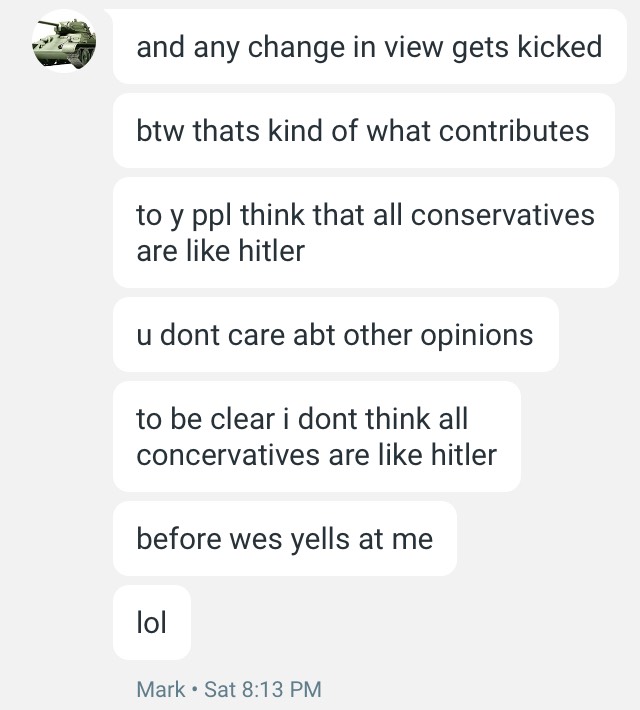 and any change in view gets kicked
btw thats kind of what contributes
to y ppl think that all conservatives
are like hitler
u dont care abt other opinions
to be clear i dont think all
concervatives are like hitler
before wes yells at me
lol
Mark • Sat 8:13 PM